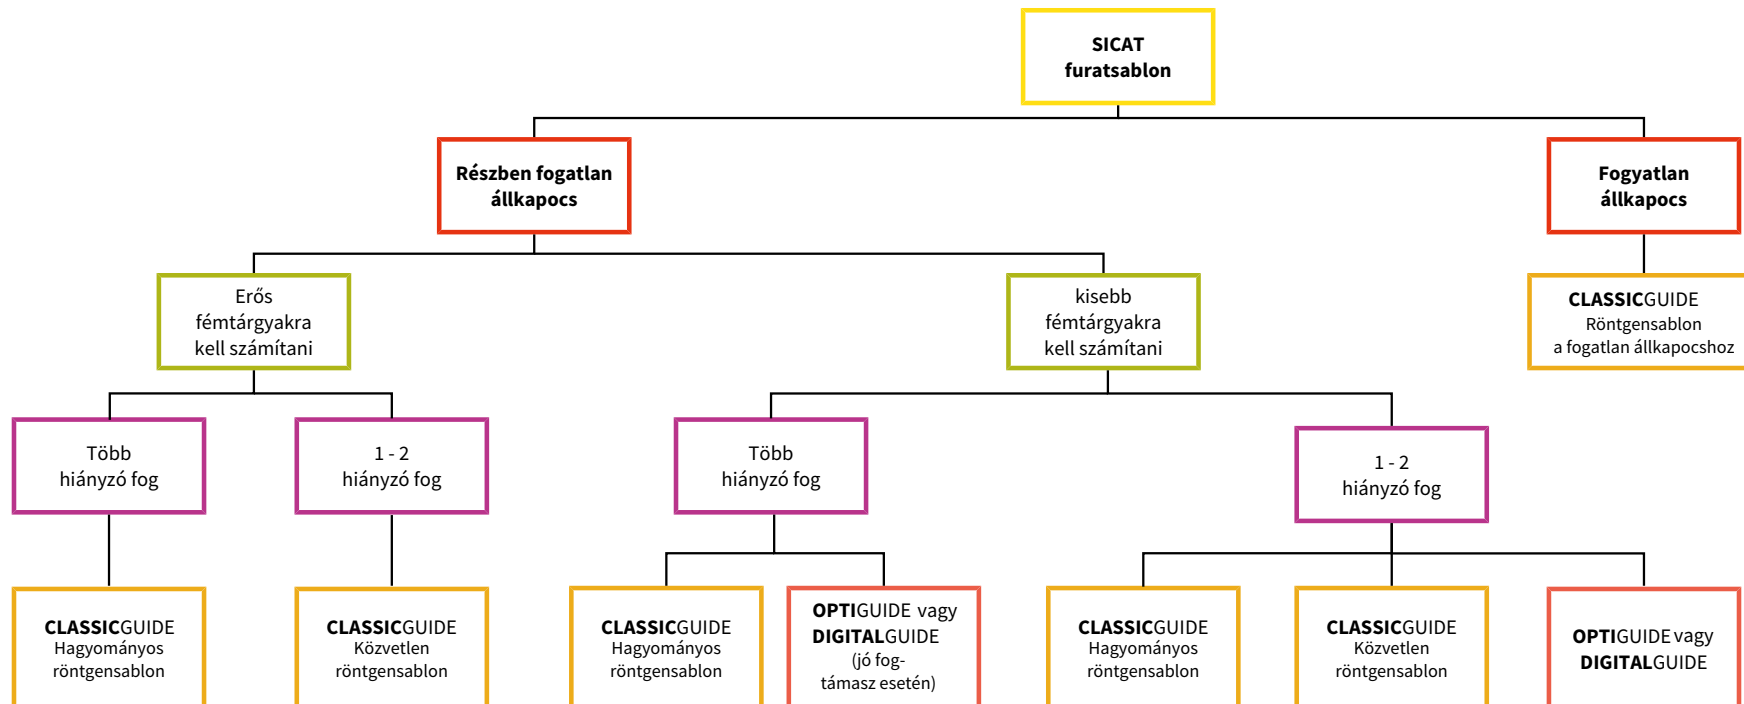 SICAT
furatsablon
Részben fogatlan
állkapocs
Fogyatlan
állkapocs
Erős
fémtárgyakra
kell számítani
kisebb
fémtárgyakra
kell számítani
CLASSICGUIDE
Röntgensablon
a fogatlan állkapocshoz
Több
hiányzó fog
1 - 2
hiányzó fog
Több
hiányzó fog
1 - 2
hiányzó fog
CLASSICGUIDE
Hagyományos
röntgensablon
CLASSICGUIDE
Közvetlen
röntgensablon
CLASSICGUIDE
Hagyományos
röntgensablon
OPTIGUIDE vagy
DIGITALGUIDE
(jó fog-
támasz esetén)
CLASSICGUIDE
Hagyományos
röntgensablon
CLASSICGUIDE
Közvetlen
röntgensablon
OPTIGUIDE vagy
DIGITALGUIDE